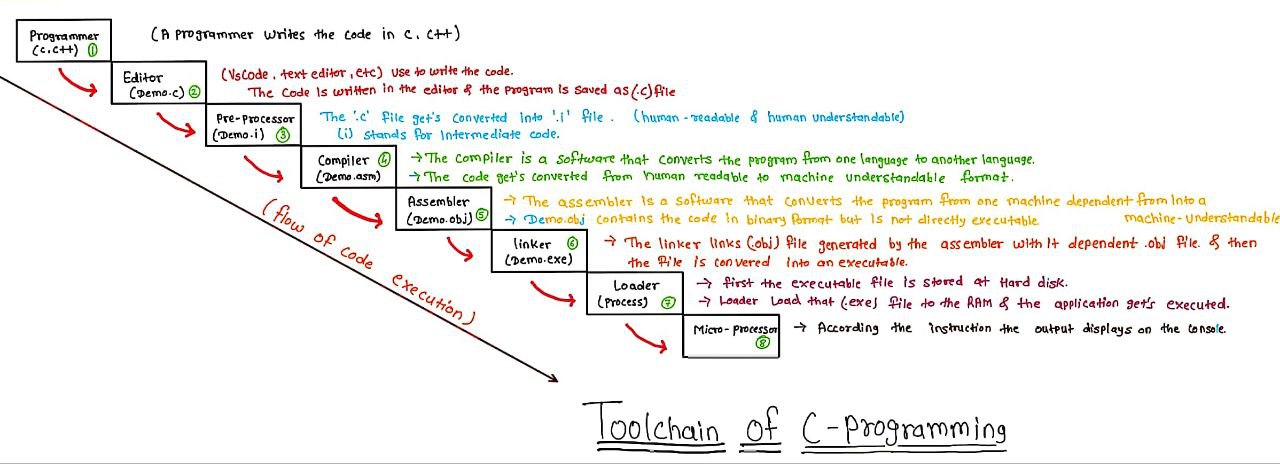 Programmer
(c.c++) ①
(A Programmer writes the code in c, c++)
Editor
(Demo.c) ②
(VsCode, text editor, etc) use to write the code.
The Code Is written in the editor & the program Is saved as (.c) file
Pre-processor
(Demo.i) ③
The '.c' file get's converted into '.i' file. (human-readable & human understandable)
(i) stands for Intermediate code.
Compiler ④
(Demo.asm)
→ The compiler is a software that converts the program from one language to another language.
→ The code get's converted from human readable to machine understandable format.
Assembler
(Demo.obj) ⑤
→ The assembler Is a software that converts the program from one machine dependent from Into a
machine-understandable
→ Demo.obj contains the code in binary format but Is not directly executable
linker ⑥
(Demo.exe)
→ The linker links (.obj) file generated by the assembler with It dependent .obj file. & then
the file is convered Into an executable.
Loader
(Process) ⑦
→ first the executable file Is stored at Hard disk.
→ Loader Load that (.exe) file to the RAM & the application get's executed.
Micro-processor
⑧
→ According the Instruction the output displays on the console.
(flow of code execution)
Toolchain of C-programming